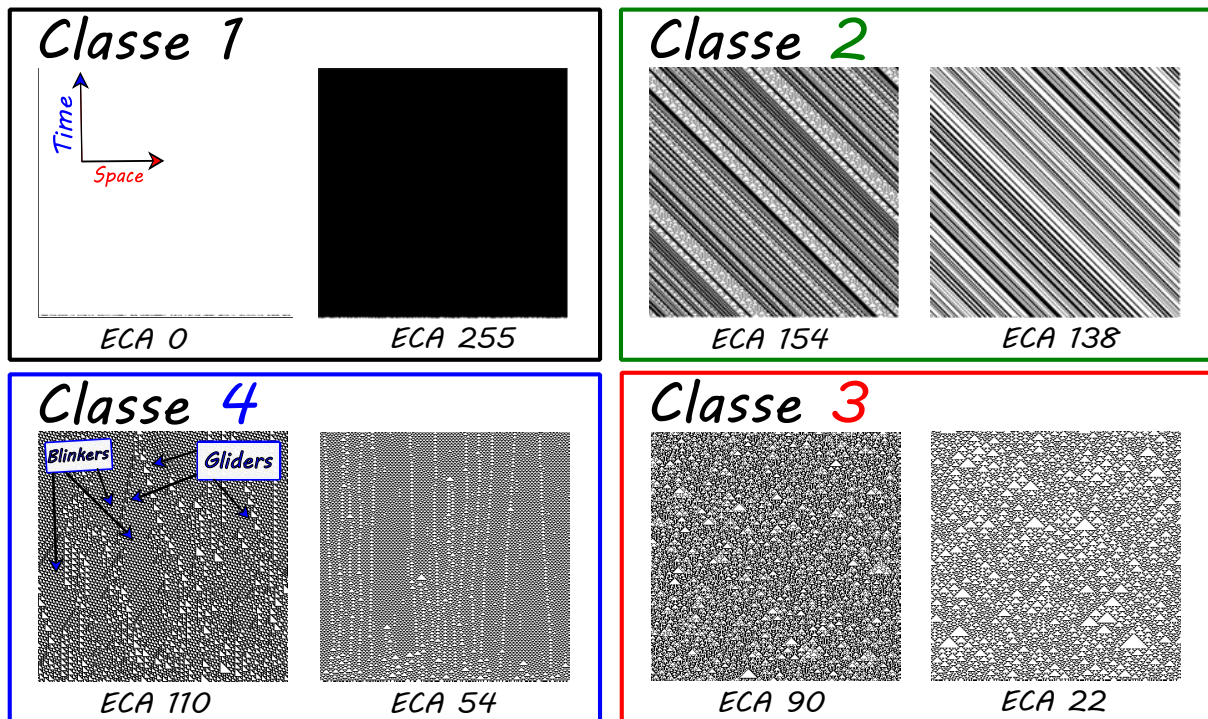 Classe 1
Time
Space
ECA 0
ECA 255
Classe 2
ECA 154
ECA 138
Classe 4
Blinkers
Gliders
ECA 110
ECA 54
Classe 3
ECA 90
ECA 22